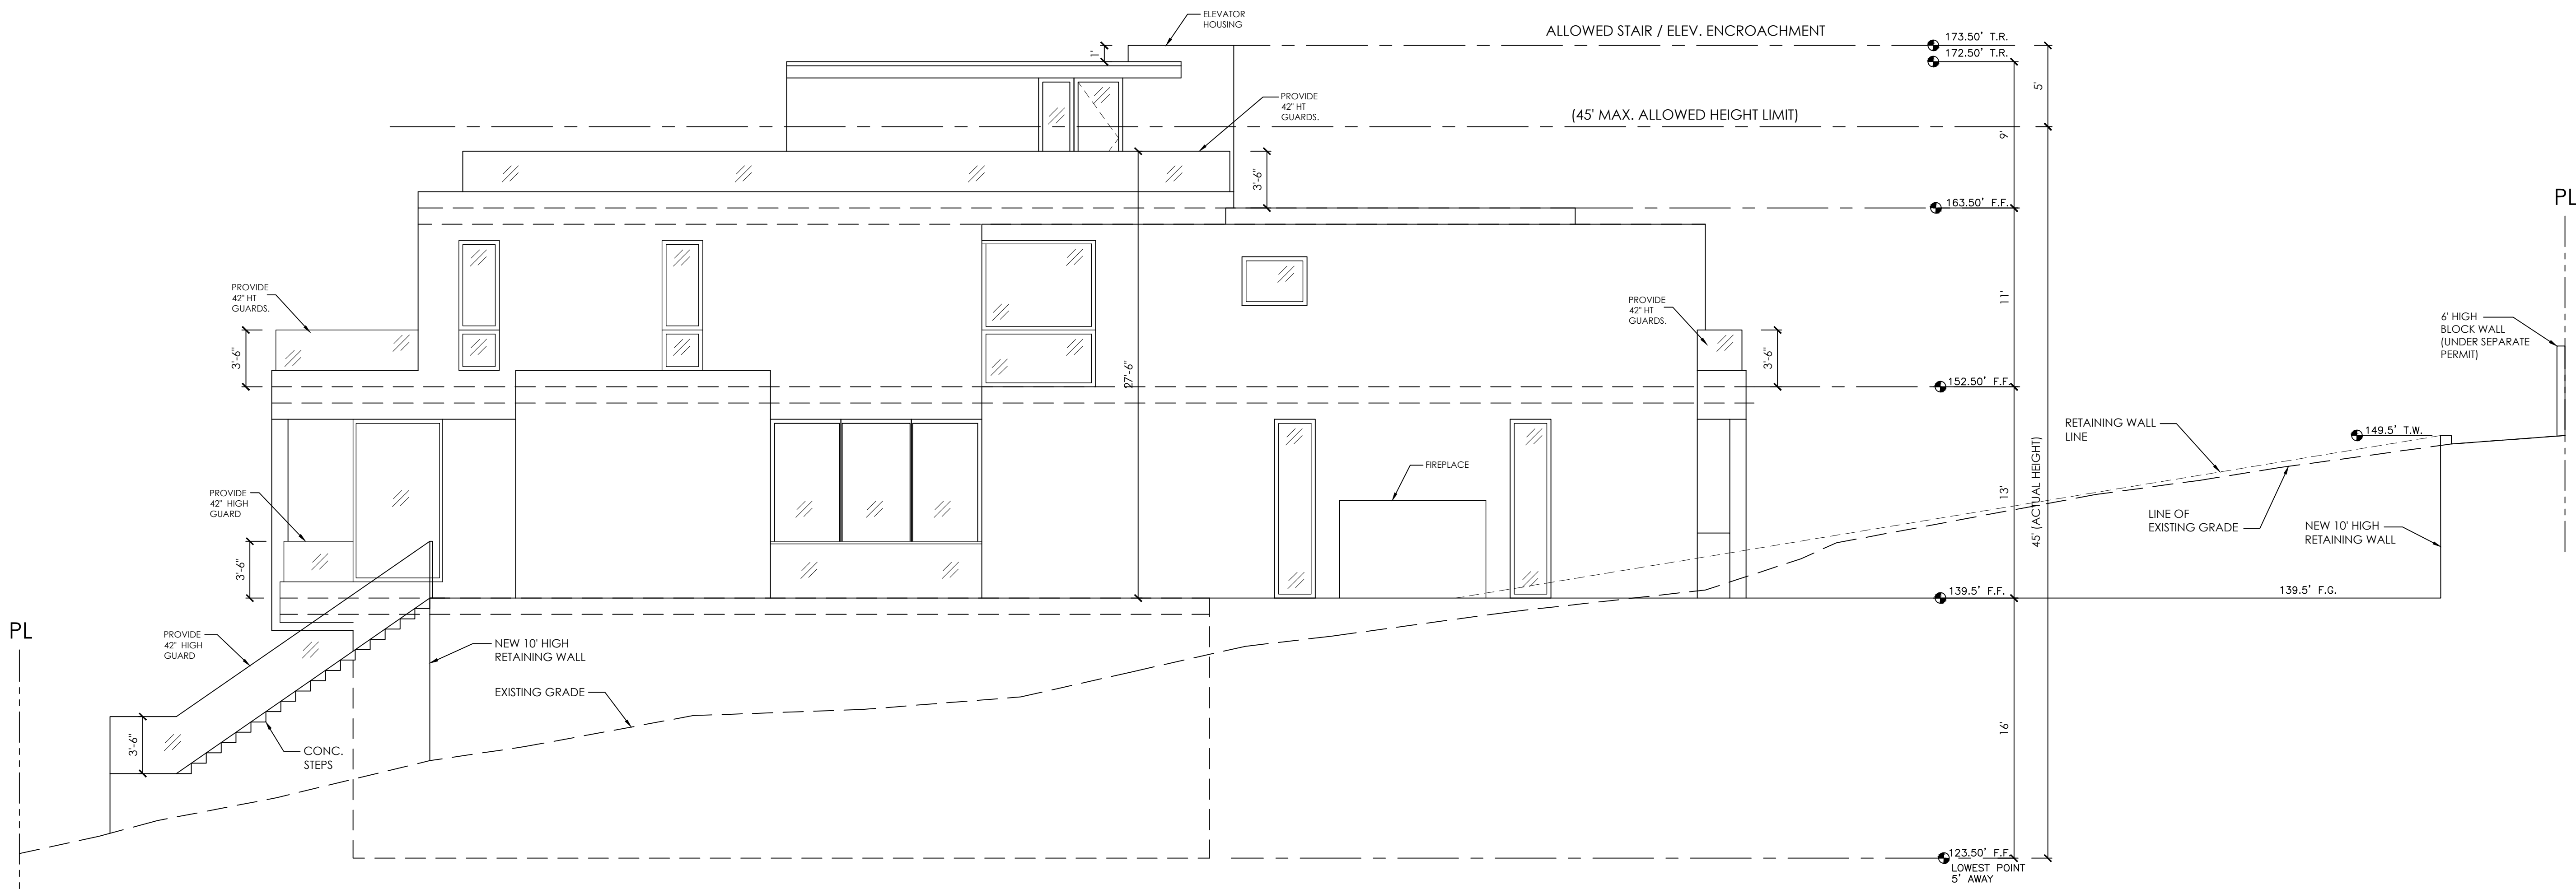 ELEVATOR
HOUSING
ALLOWED STAIR / ELEV. ENCROACHMENT
173.50' T.R.
172.50' T.R.
1'
5'
PROVIDE
42" HT
GUARDS.
(45' MAX. ALLOWED HEIGHT LIMIT)
9'
3'-6"
163.50' F.F.
PL
PROVIDE
42" HT
GUARDS.
3'-6"
27'-6"
PROVIDE
42" HT
GUARDS.
3'-6"
11'
152.50' F.F.
6' HIGH
BLOCK WALL
(UNDER SEPARATE
PERMIT)
RETAINING WALL
LINE
149.5' T.W.
FIREPLACE
PROVIDE
42" HIGH
GUARD
3'-6"
13'
45' (ACTUAL HEIGHT)
LINE OF
EXISTING GRADE
NEW 10' HIGH
RETAINING WALL
139.5' F.F.
139.5' F.G.
PL
PROVIDE
42" HIGH
GUARD
NEW 10' HIGH
RETAINING WALL
EXISTING GRADE
3'-6"
CONC.
STEPS
16'
123.50' F.F.
LOWEST POINT
5' AWAY